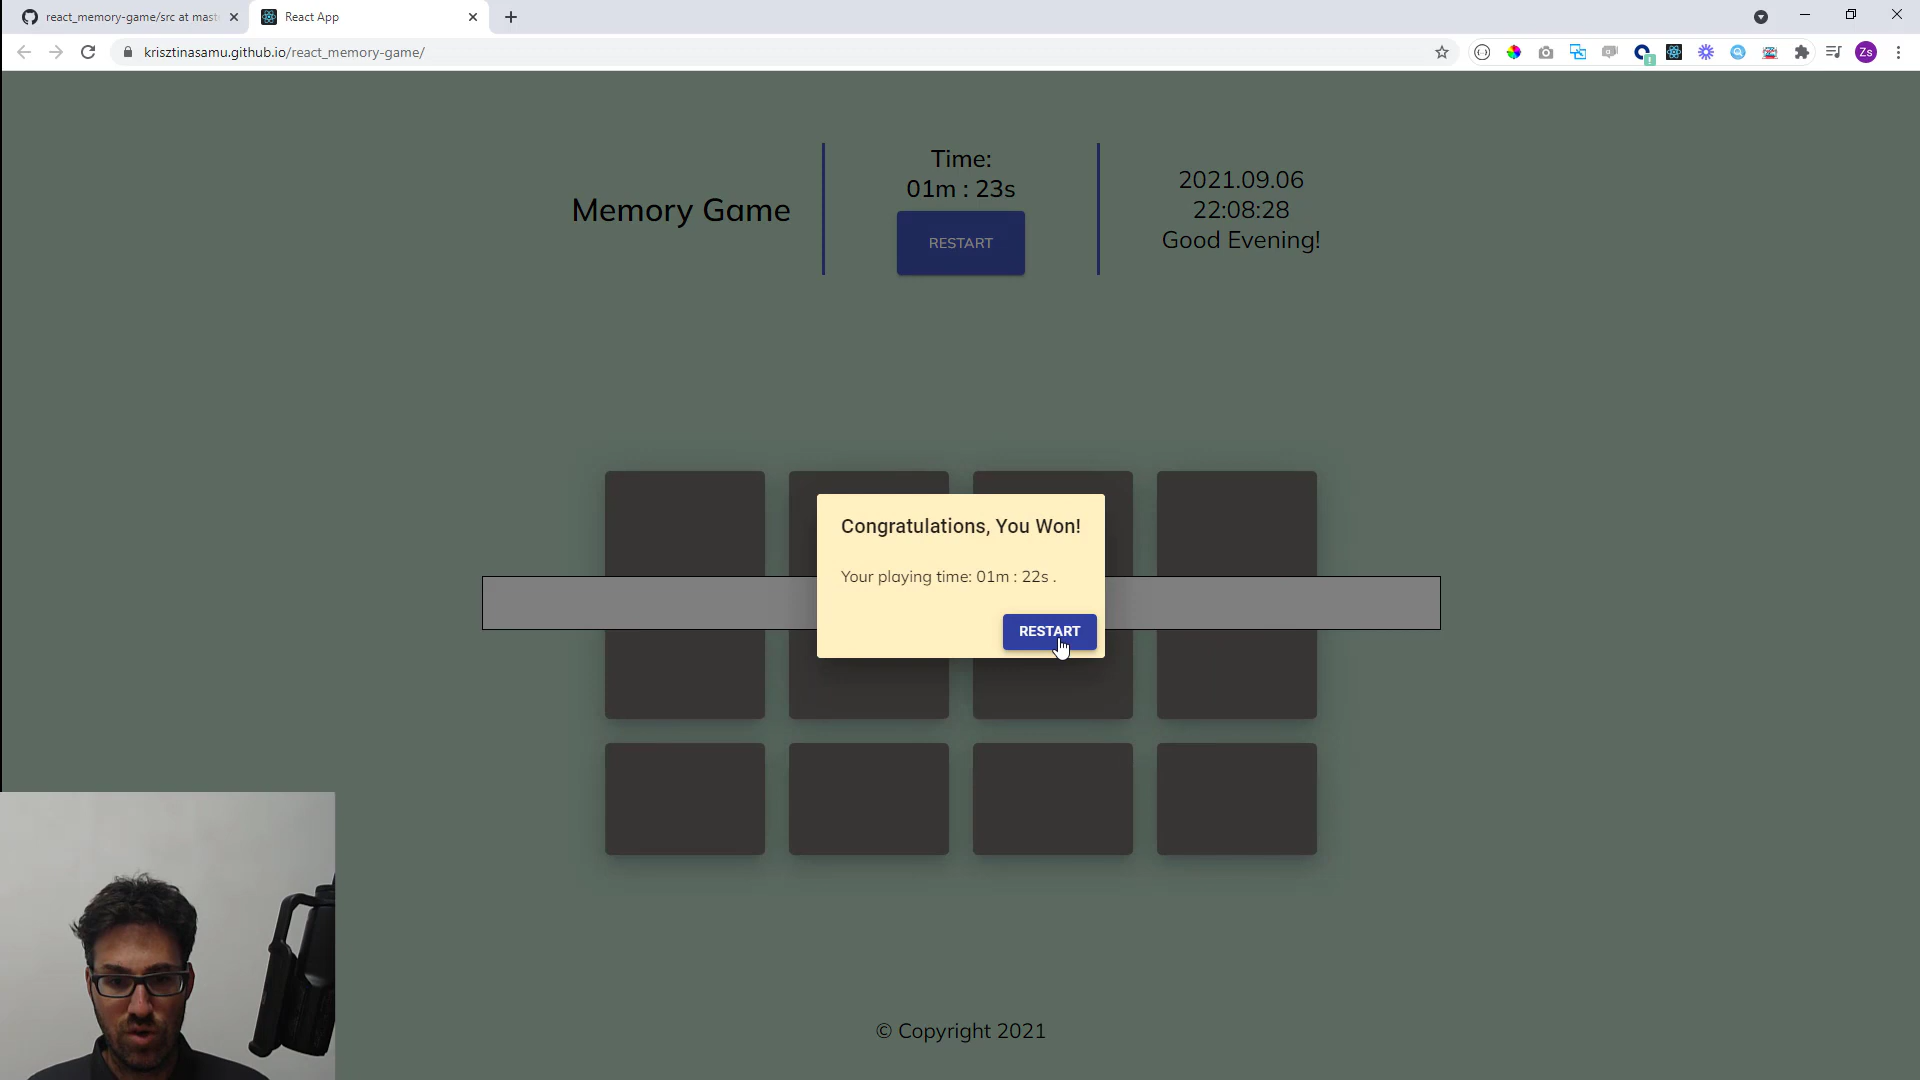 react_memory-game/src at mast
React App
krisztinasamu.github.io/react_memory-game/
Zs
Memory Game
Time:
01m : 23s
RESTART
2021.09.06
22:08:28
Good Evening!
Congratulations, You Won!
Your playing time: 01m : 22s .
RESTART
© Copyright 2021